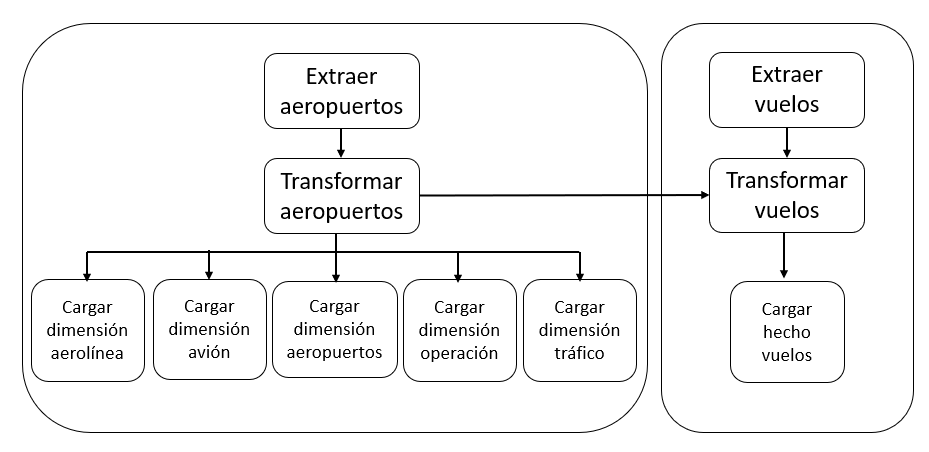 Extraer
aeropuertos
Transformar
aeropuertos
Cargar
dimensión
aerolínea
Cargar
dimensión
avión
Cargar
dimensión
aeropuertos
Cargar
dimensión
operación
Cargar
dimensión
tráfico
Extraer
vuelos
Transformar
vuelos
Cargar
hecho
vuelos